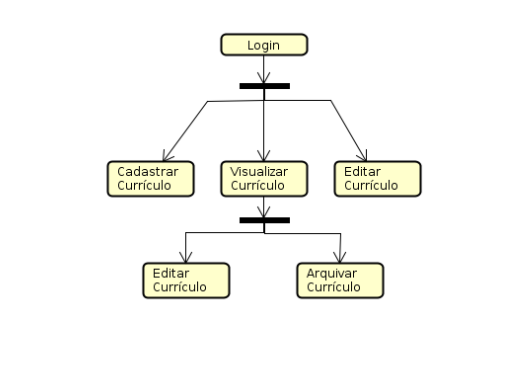 Login
Cadastrar
Currículo
Visualizar
Currículo
Editar
Currículo
Editar
Currículo
Arquivar
Currículo